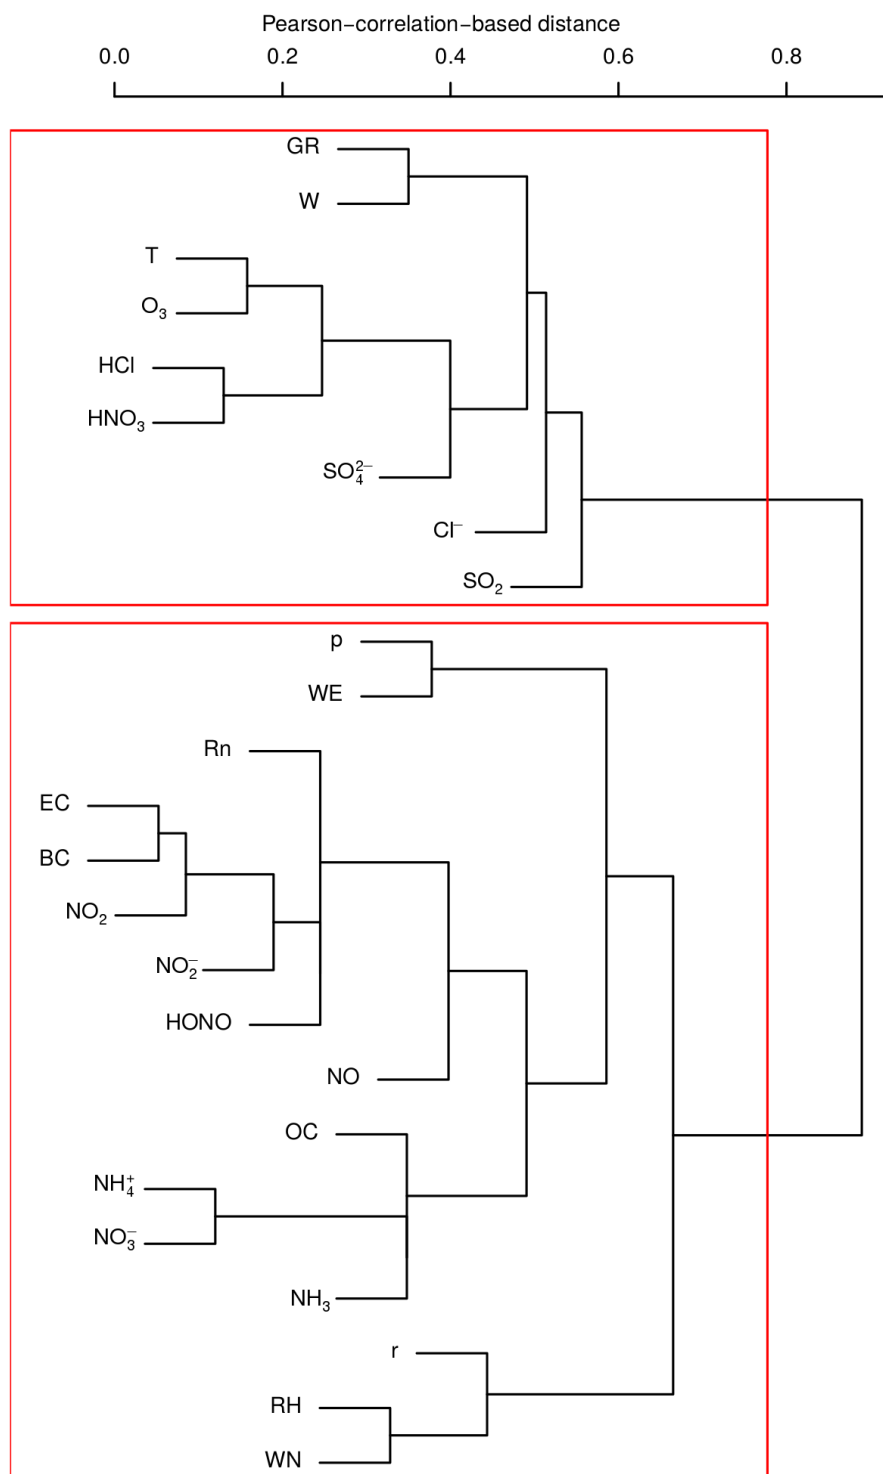 Pearson−correlation−based distance
0.0 0.2 0.4 0.6 0.8
GR
W
T
O₃
HCl
HNO₃
SO₄²⁻
Cl⁻
SO₂
p
WE
Rn
EC
BC
NO₂
NO₂⁻
HONO
NO
OC
NH₄⁺
NO₃⁻
NH₃
r
RH
WN